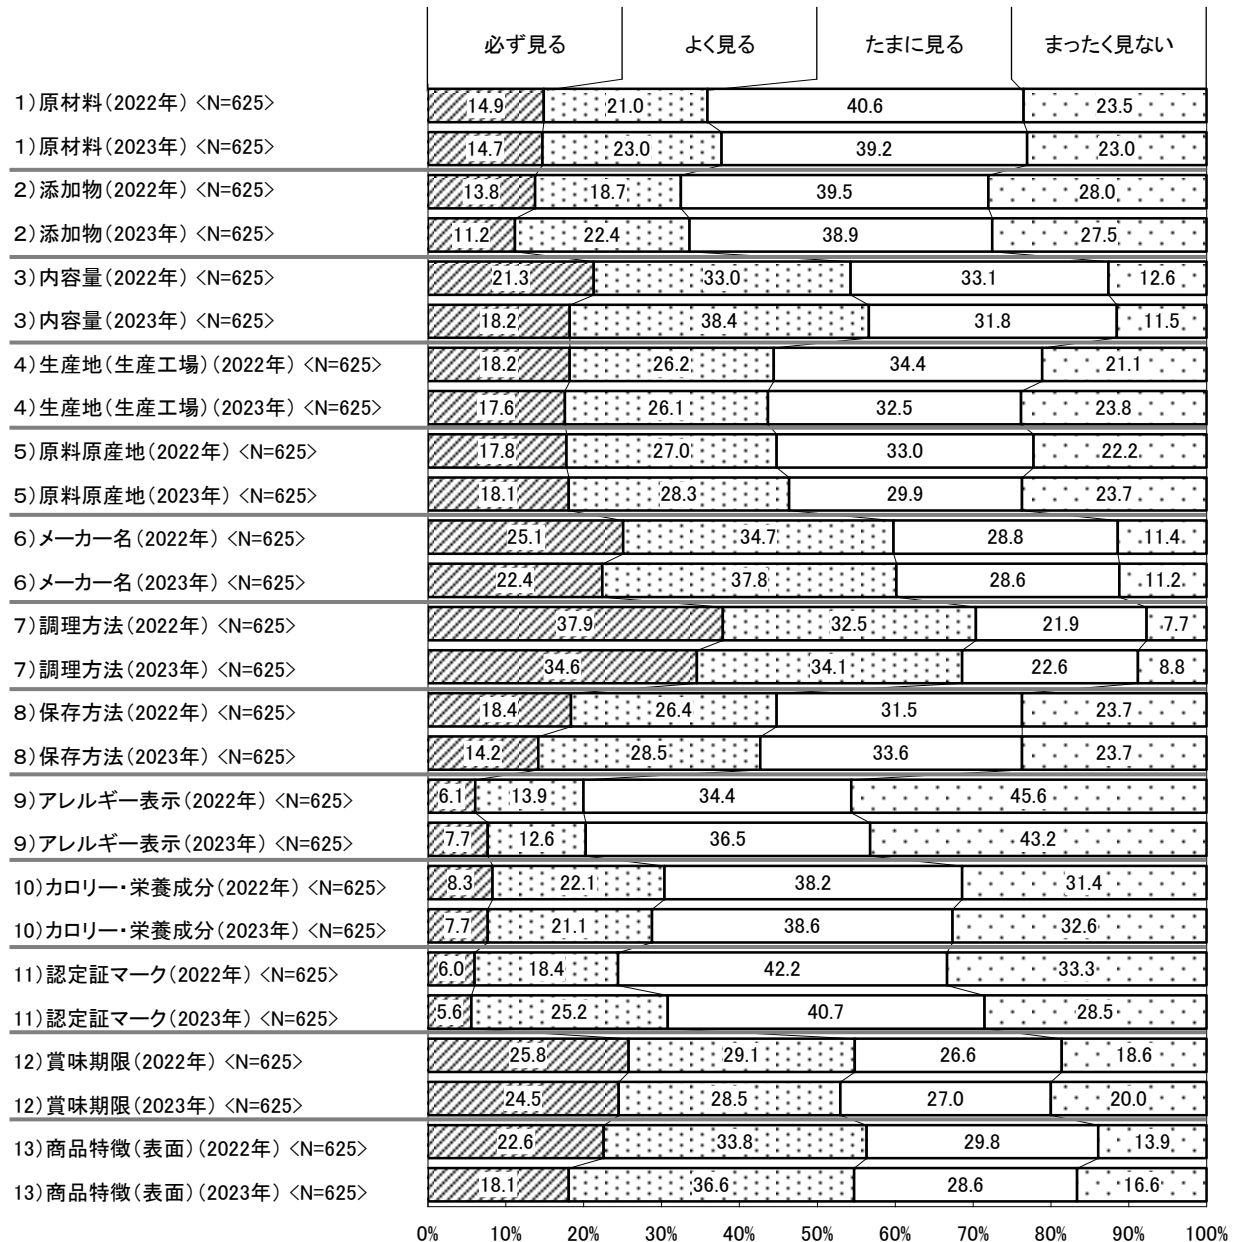 必ず見る よく見る たまに見る まったく見ない
1)原材料(2022年) <N=625> 14.9 21.0 40.6 23.5
1)原材料(2023年) <N=625> 14.7 23.0 39.2 23.0
2)添加物(2022年) <N=625> 13.8 18.7 39.5 28.0
2)添加物(2023年) <N=625> 11.2 22.4 38.9 27.5
3)内容量(2022年) <N=625> 21.3 33.0 33.1 12.6
3)内容量(2023年) <N=625> 18.2 38.4 31.8 11.5
4)生産地(生産工場)(2022年) <N=625> 18.2 26.2 34.4 21.1
4)生産地(生産工場)(2023年) <N=625> 17.6 26.1 32.5 23.8
5)原料原産地(2022年) <N=625> 17.8 27.0 33.0 22.2
5)原料原産地(2023年) <N=625> 18.1 28.3 29.9 23.7
6)メーカー名(2022年) <N=625> 25.1 34.7 28.8 11.4
6)メーカー名(2023年) <N=625> 22.4 37.8 28.6 11.2
7)調理方法(2022年) <N=625> 37.9 32.5 21.9 7.7
7)調理方法(2023年) <N=625> 34.6 34.1 22.6 8.8
8)保存方法(2022年) <N=625> 18.4 26.4 31.5 23.7
8)保存方法(2023年) <N=625> 14.2 28.5 33.6 23.7
9)アレルギー表示(2022年) <N=625> 6.1 13.9 34.4 45.6
9)アレルギー表示(2023年) <N=625> 7.7 12.6 36.5 43.2
10)カロリー・栄養成分(2022年) <N=625> 8.3 22.1 38.2 31.4
10)カロリー・栄養成分(2023年) <N=625> 7.7 21.1 38.6 32.6
11)認定証マーク(2022年) <N=625> 6.0 18.4 42.2 33.3
11)認定証マーク(2023年) <N=625> 5.6 25.2 40.7 28.5
12)賞味期限(2022年) <N=625> 25.8 29.1 26.6 18.6
12)賞味期限(2023年) <N=625> 24.5 28.5 27.0 20.0
13)商品特徴(表面)(2022年) <N=625> 22.6 33.8 29.8 13.9
13)商品特徴(表面)(2023年) <N=625> 18.1 36.6 28.6 16.6
0% 10% 20% 30% 40% 50% 60% 70% 80% 90% 100%